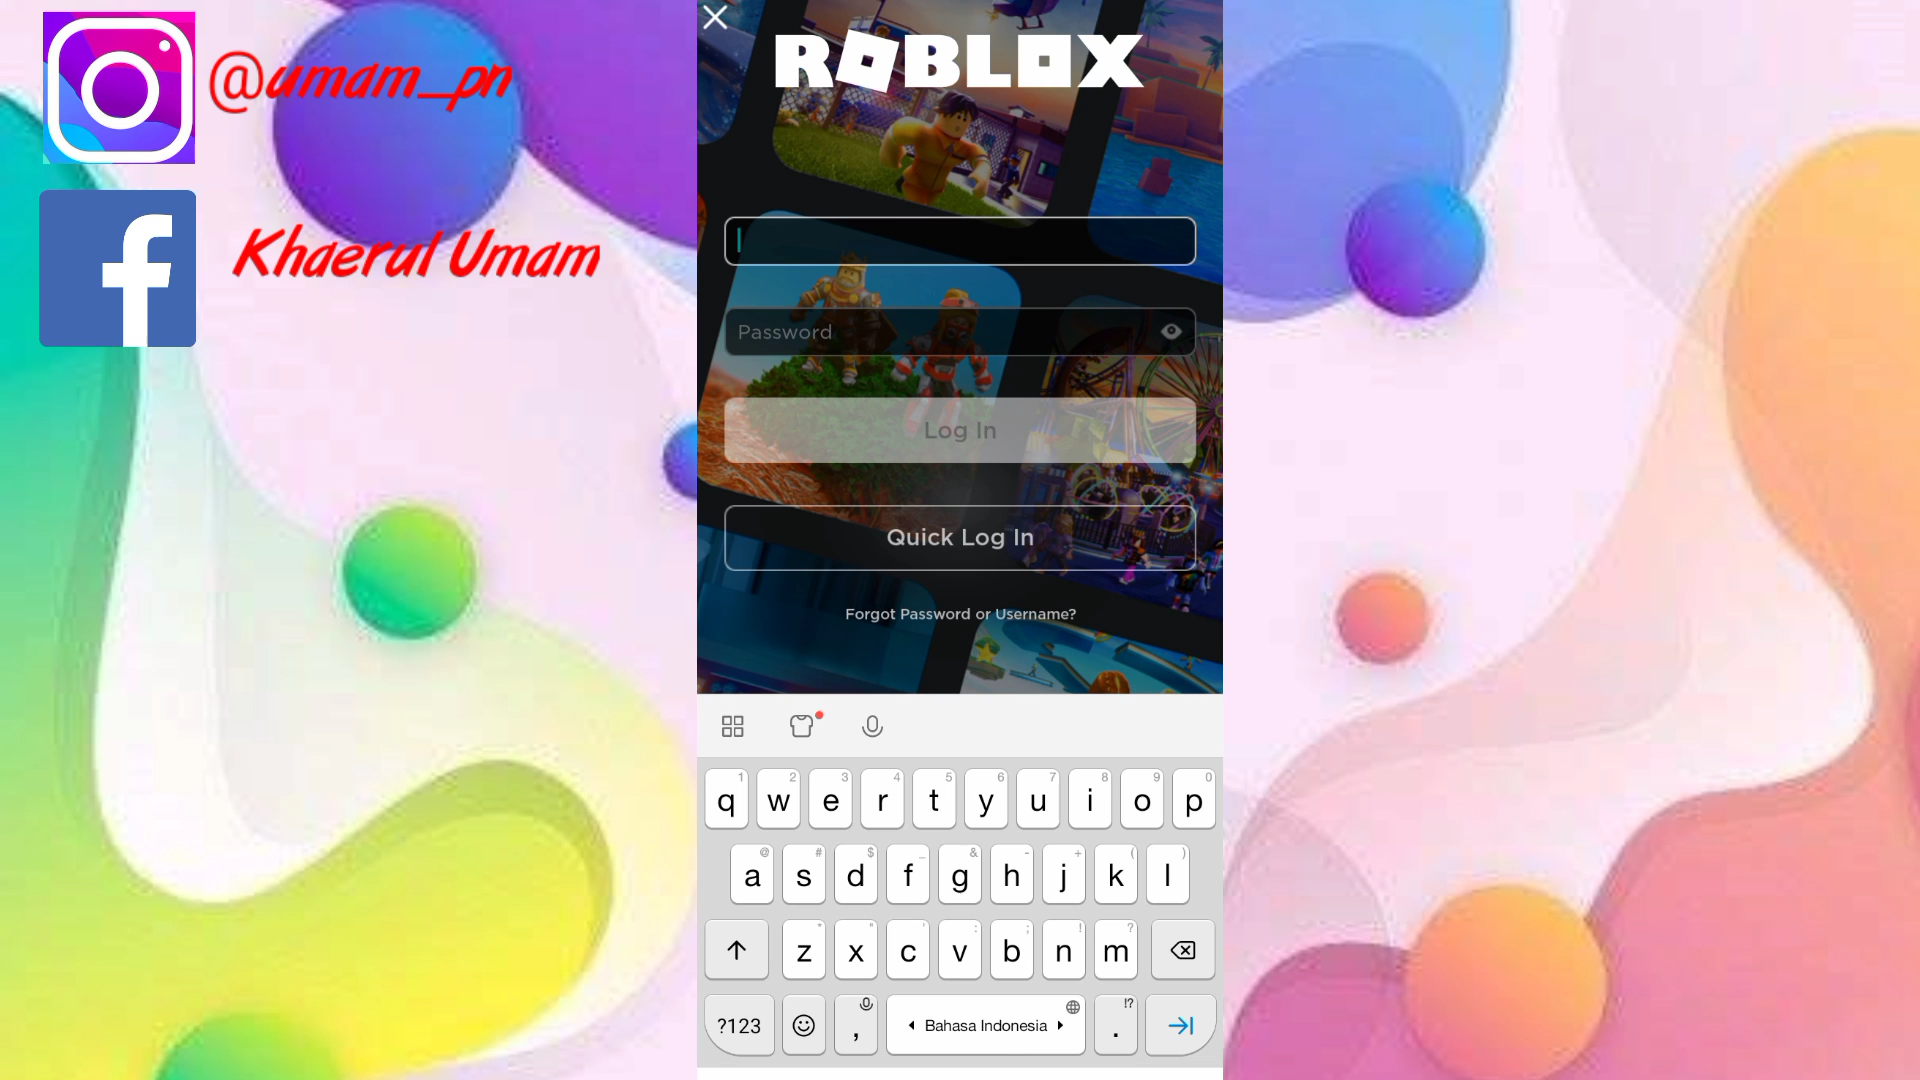 @umam_pn
Khaerul Umam
ROBLOX
Password
Log In
Quick Log In
Forgot Password or Username?
1 2 3 4 5 6 7 8 9 0
q w e r t y u i o p
@ # $ _ & - + ( )
a s d f g h j k l
* " ' : ; ! ?
z x c v b n m
!?
?123 , Bahasa Indonesia .